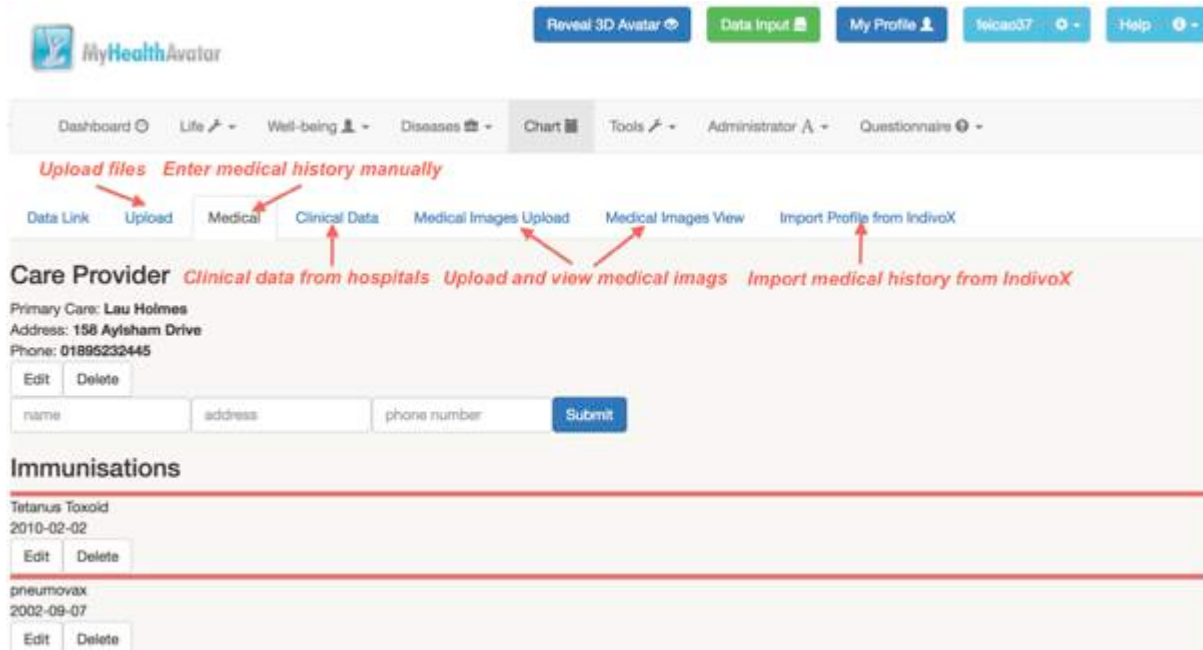 Reveal 3D Avatar Data Input My Profile feicao37 Help
MyHealthAvatar
Dashboard Life Well-being Diseases Chart Tools Administrator Questionnaire
Upload files Enter medical history manually
Data Link Upload Medical Clinical Data Medical Images Upload Medical Images View Import Profile from IndivoX
Care Provider Clinical data from hospitals Upload and view medical imags Import medical history from IndivoX
Primary Care: Lau Holmes
Address: 158 Aylsham Drive
Phone: 01895232445
Edit Delete
name address phone number Submit
Immunisations
Tetanus Toxoid
2010-02-02
Edit Delete
pneumovax
2002-09-07
Edit Delete